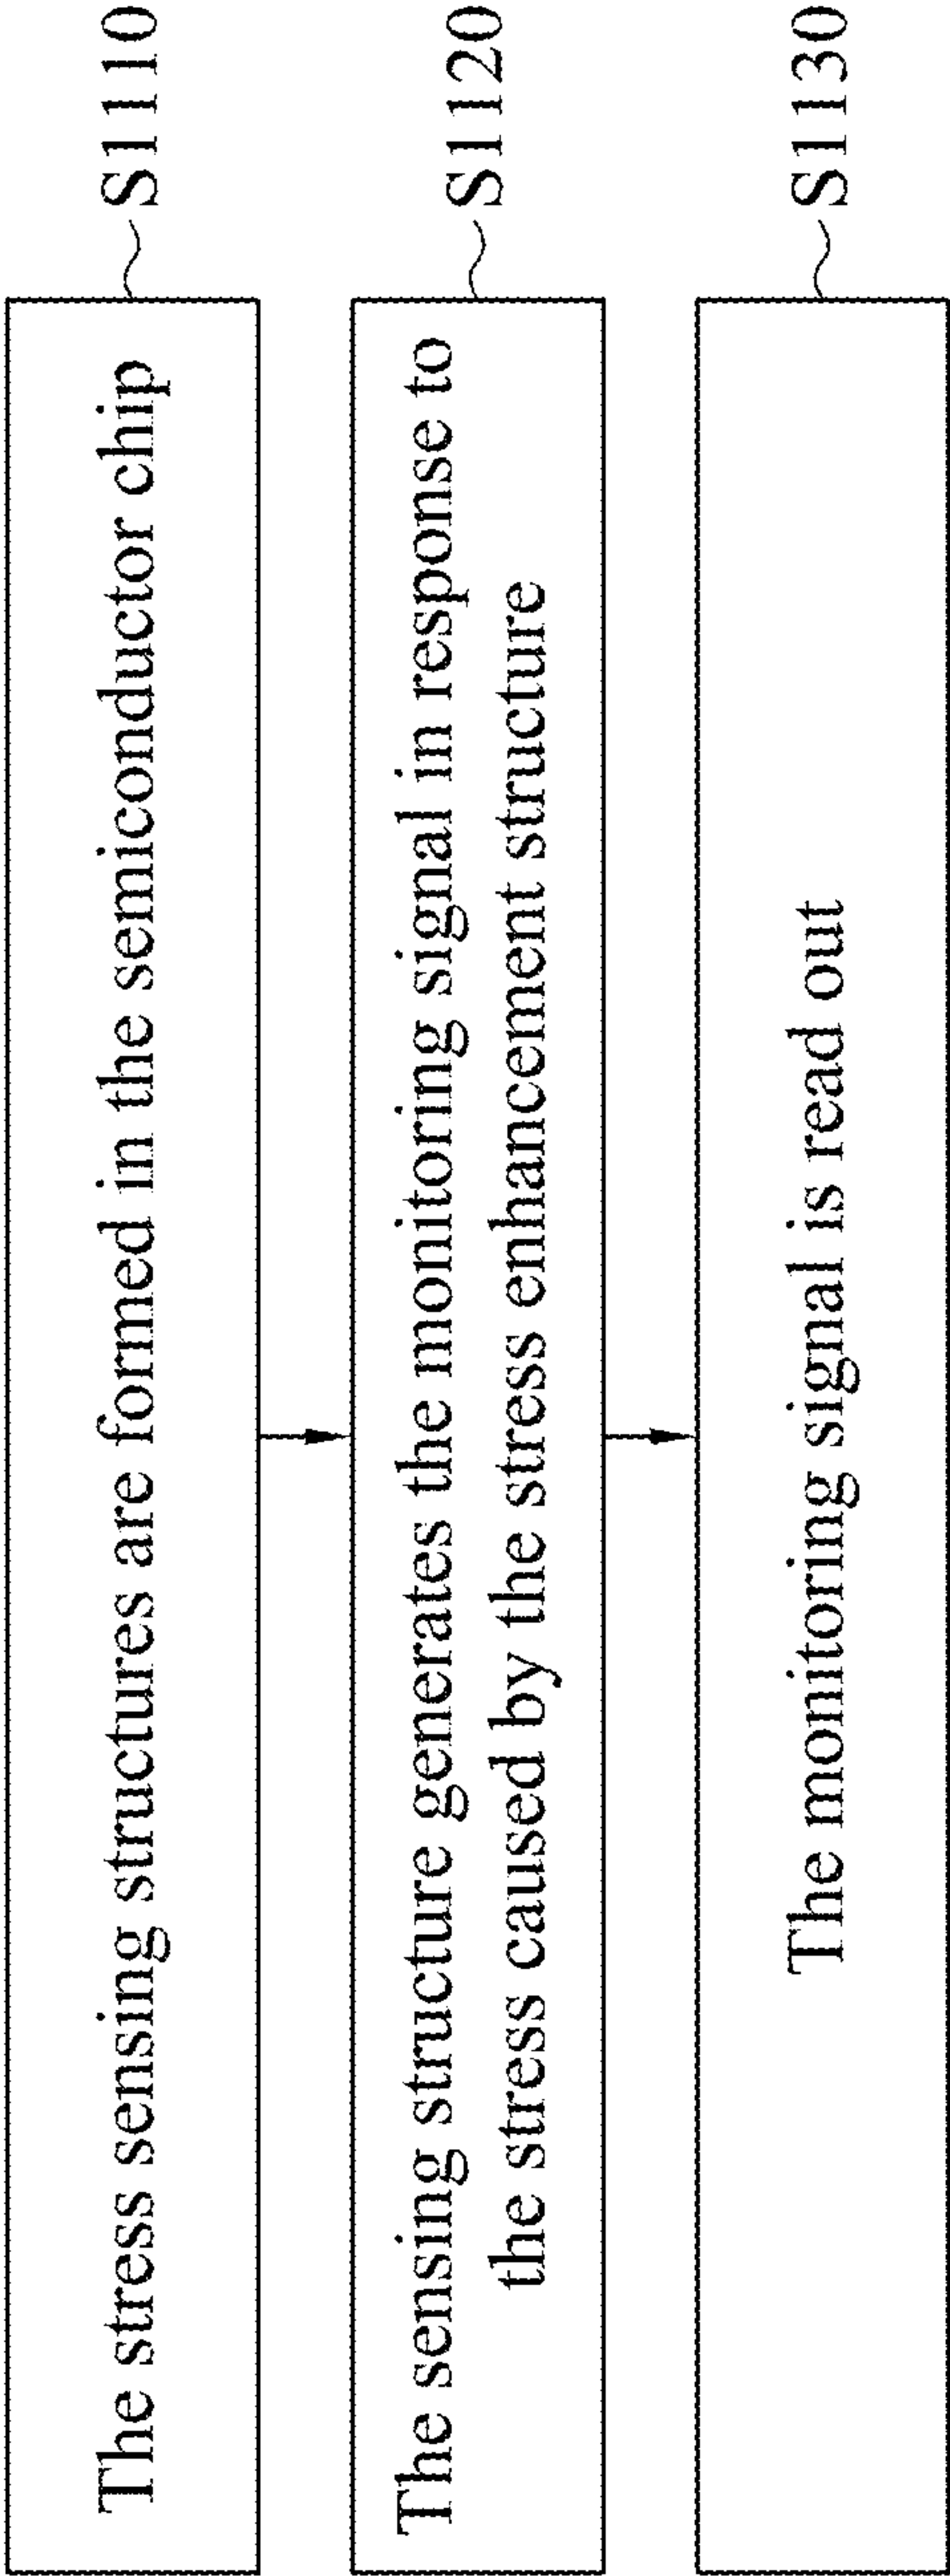 The stress sensing structures are formed in the semiconductor chip
S1110
The sensing structure generates the monitoring signal in response to
the stress caused by the stress enhancement structure
S1120
The monitoring signal is read out
S1130